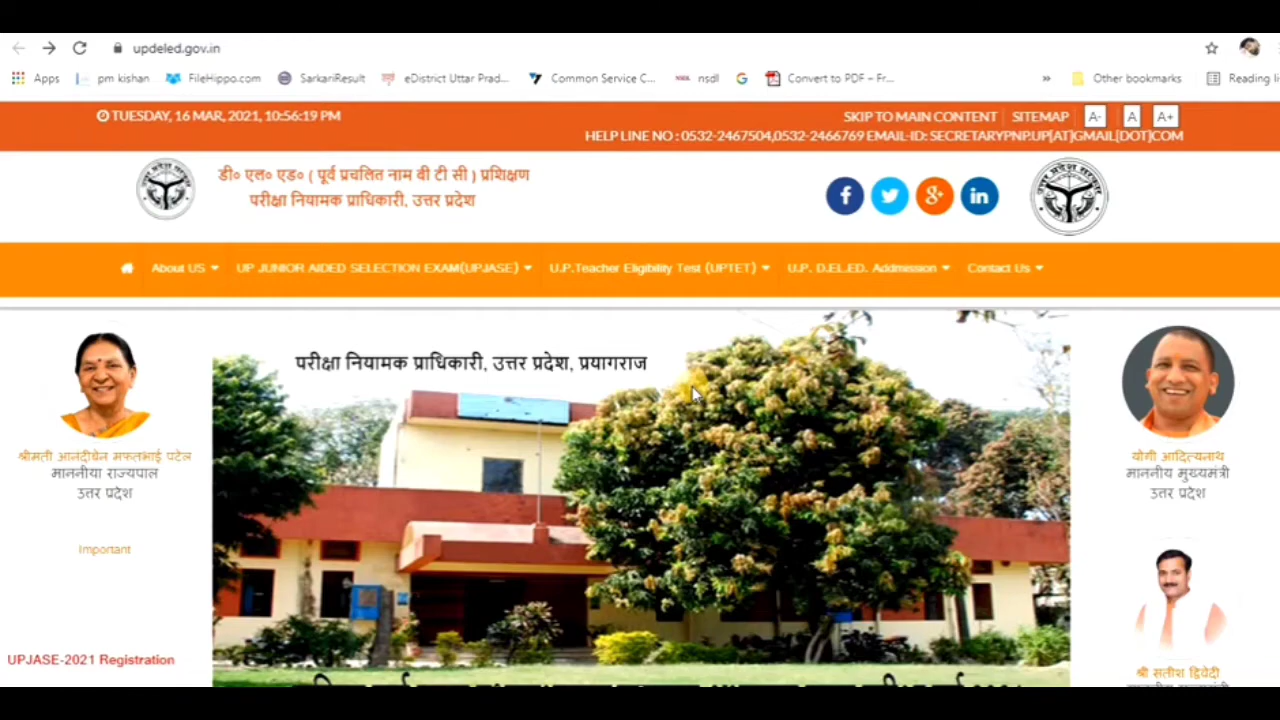 updeled.gov.in
Apps pm kishan FileHippo.com SarkariResult eDistrict Uttar Prad... Common Service C... nsdl Convert to PDF – Fr... » Other bookmarks Reading li
TUESDAY, 16 MAR, 2021, 10:56:19 PM
SKIP TO MAIN CONTENT SITEMAP A- A A+
HELP LINE NO : 0532-2467504,0532-2466769 EMAIL-ID: SECRETARYPNP.UP[AT]GMAIL[DOT]COM
डी० एल० एड० ( पूर्व प्रचलित नाम बी टी सी ) प्रशिक्षण
परीक्षा नियामक प्राधिकारी, उत्तर प्रदेश
About US UP JUNIOR AIDED SELECTION EXAM(UPJASE) U.P.Teacher Eligibility Test (UPTET) U.P. D.EL.ED. Addmission Contact Us
परीक्षा नियामक प्राधिकारी, उत्तर प्रदेश, प्रयागराज
श्रीमती आनंदीबेन मफतभाई पटेल
माननीया राज्यपाल
उत्तर प्रदेश
Important
UPJASE-2021 Registration
योगी आदित्यनाथ
माननीय मुख्यमंत्री
उत्तर प्रदेश
श्री सतीश द्विवेदी